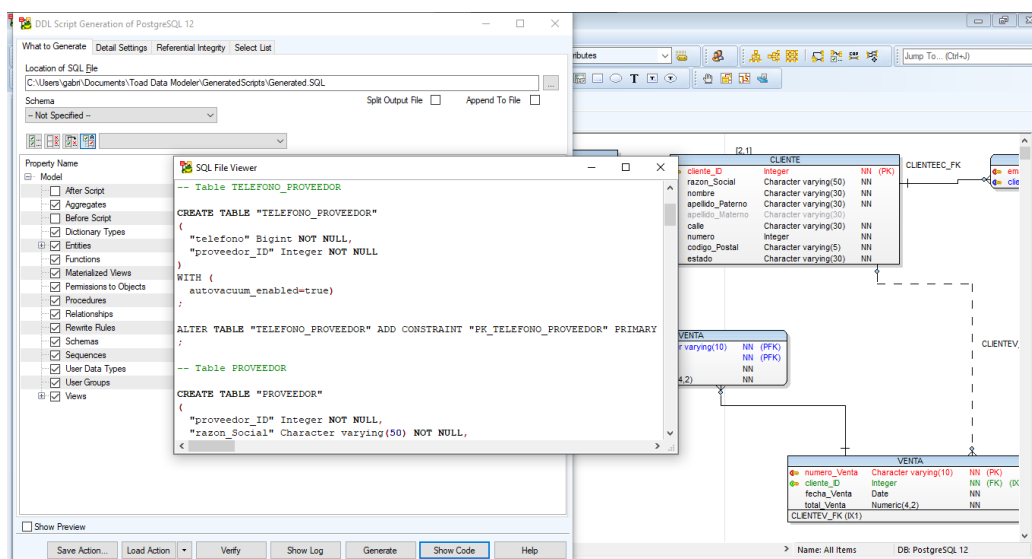 DDL Script Generation of PostgreSQL 12
What to Generate Detail Settings Referential Integrity Select List
Location of SQL File
C:\Users\gabri\Documents\Toad Data Modeler\GeneratedScripts\Generated.SQL
...
Schema
Split Output File
Append To File
-- Not Specified --
Property Name
Model
After Script
Aggregates
Before Script
Dictionary Types
Entities
Functions
Materialized Views
Permissions to Objects
Procedures
Relationships
Rewrite Rules
Schemas
Sequences
User Data Types
User Groups
Views
Show Preview
Save Action... Load Action Verify Show Log Generate Show Code Help
SQL File Viewer
-- Table TELEFONO_PROVEEDOR
CREATE TABLE "TELEFONO_PROVEEDOR"
(
"telefono" Bigint NOT NULL,
"proveedor_ID" Integer NOT NULL
)
WITH (
autovacuum_enabled=true)
;
ALTER TABLE "TELEFONO_PROVEEDOR" ADD CONSTRAINT "PK_TELEFONO_PROVEEDOR" PRIMARY
;
-- Table PROVEEDOR
CREATE TABLE "PROVEEDOR"
(
"proveedor_ID" Integer NOT NULL,
"razon_Social" Character varying(50) NOT NULL,
ibutes
Jump To... (Ctrl+J)
T
[2,1]
CLIENTE
cliente_ID Integer NN (PK)
razon_Social Character varying(50) NN
nombre Character varying(30) NN
apellido_Paterno Character varying(30) NN
apellido_Materno Character varying(30)
calle Character varying(30) NN
numero Integer NN
codigo_Postal Character varying(5) NN
estado Character varying(30) NN
CLIENTEEC_FK
em
clie
VENTA
r varying(10) NN (PFK)
NN (PFK)
NN
4,2) NN
CLIENTEV_
VENTA
numero_Venta Character varying(10) NN (PK)
cliente_ID Integer NN (FK) (IX
fecha_Venta Date NN
total_Venta Numeric(4,2) NN
CLIENTEV_FK (IX1)
Name: All Items DB: PostgreSQL 12